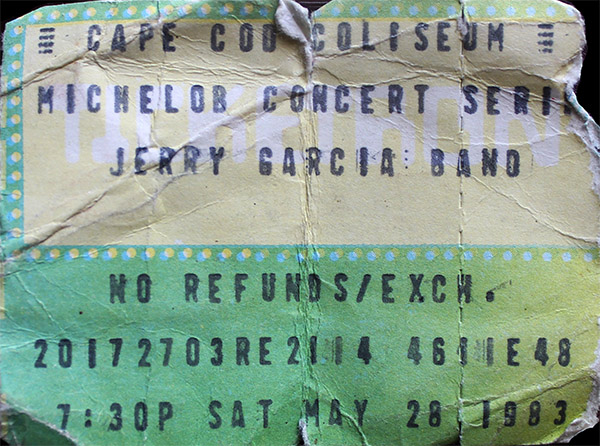 CAPE COD COLISEUM
MICHELOB CONCERT SERI
JERRY GARCIA BAND
NO REFUNDS/EXCH.
7:30P SAT MAY 28 1983